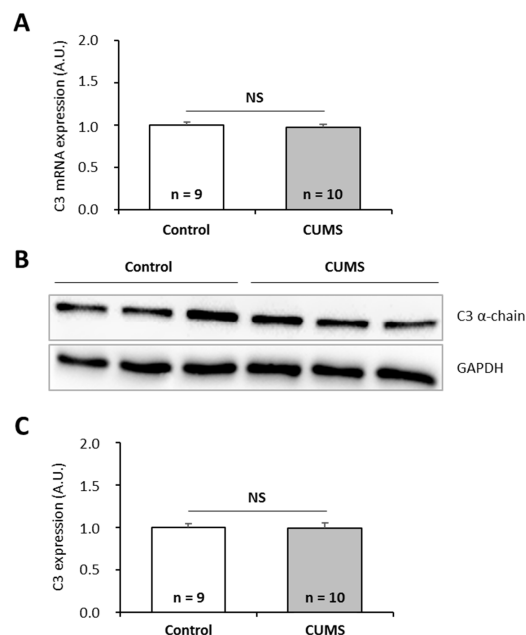 A
C3 mRNA expression (A.U.)
2.0
1.5
1.0
0.5
0.0
NS
n = 9
n = 10
Control
CUMS
B
Control
CUMS
C3 α-chain
GAPDH
C
C3 expression (A.U.)
2.0
1.5
1.0
0.5
0.0
NS
n = 9
n = 10
Control
CUMS